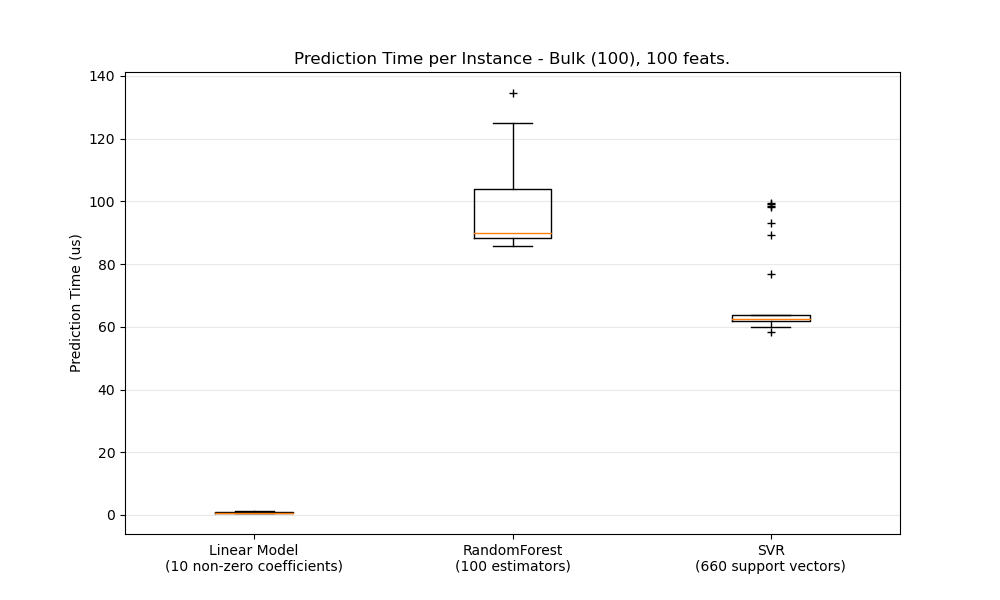 Prediction Time per Instance - Bulk (100), 100 feats.
140
120
100
80
60
40
20
0
Prediction Time (us)
Linear Model
(10 non-zero coefficients)
RandomForest
(100 estimators)
SVR
(660 support vectors)